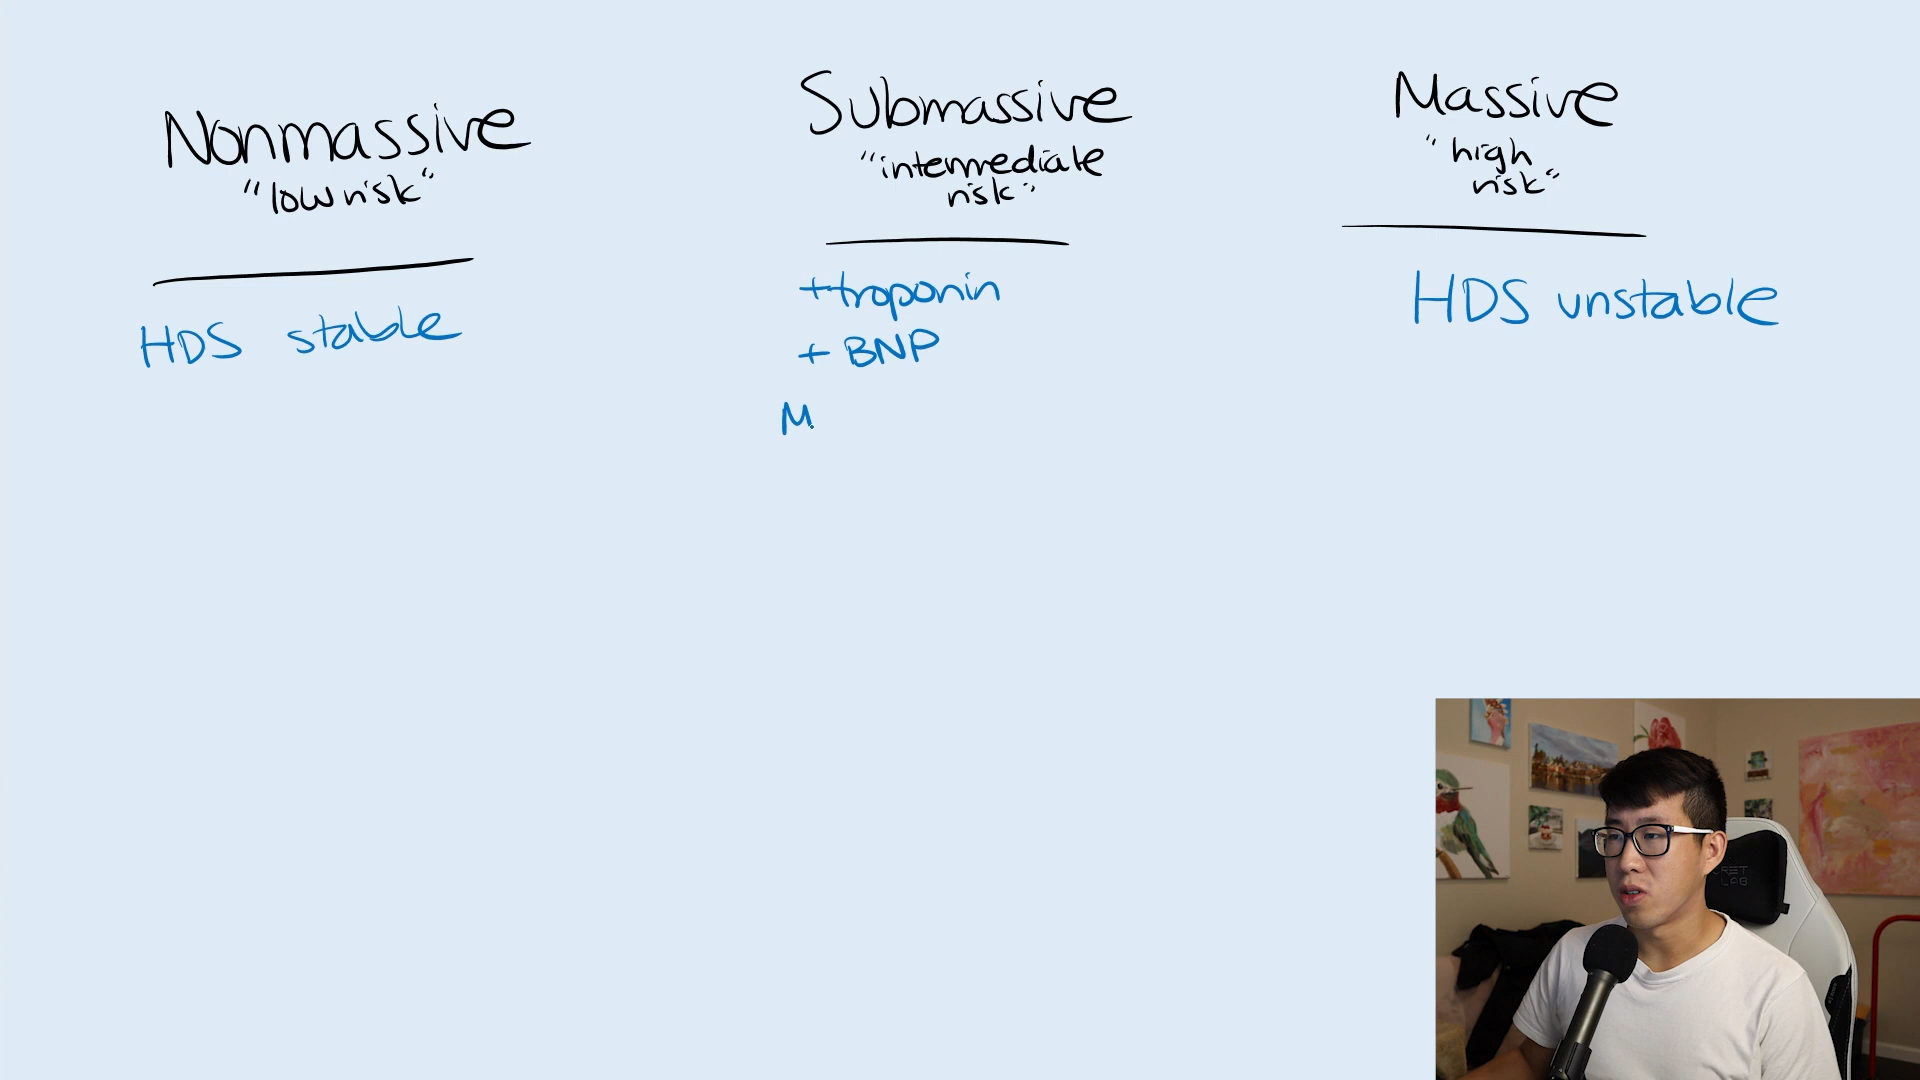 Nonmassive
"low risk"
HDS stable
Submassive
"intermediate
risk"
+troponin
+ BNP
M
Massive
"high
risk"
HDS unstable